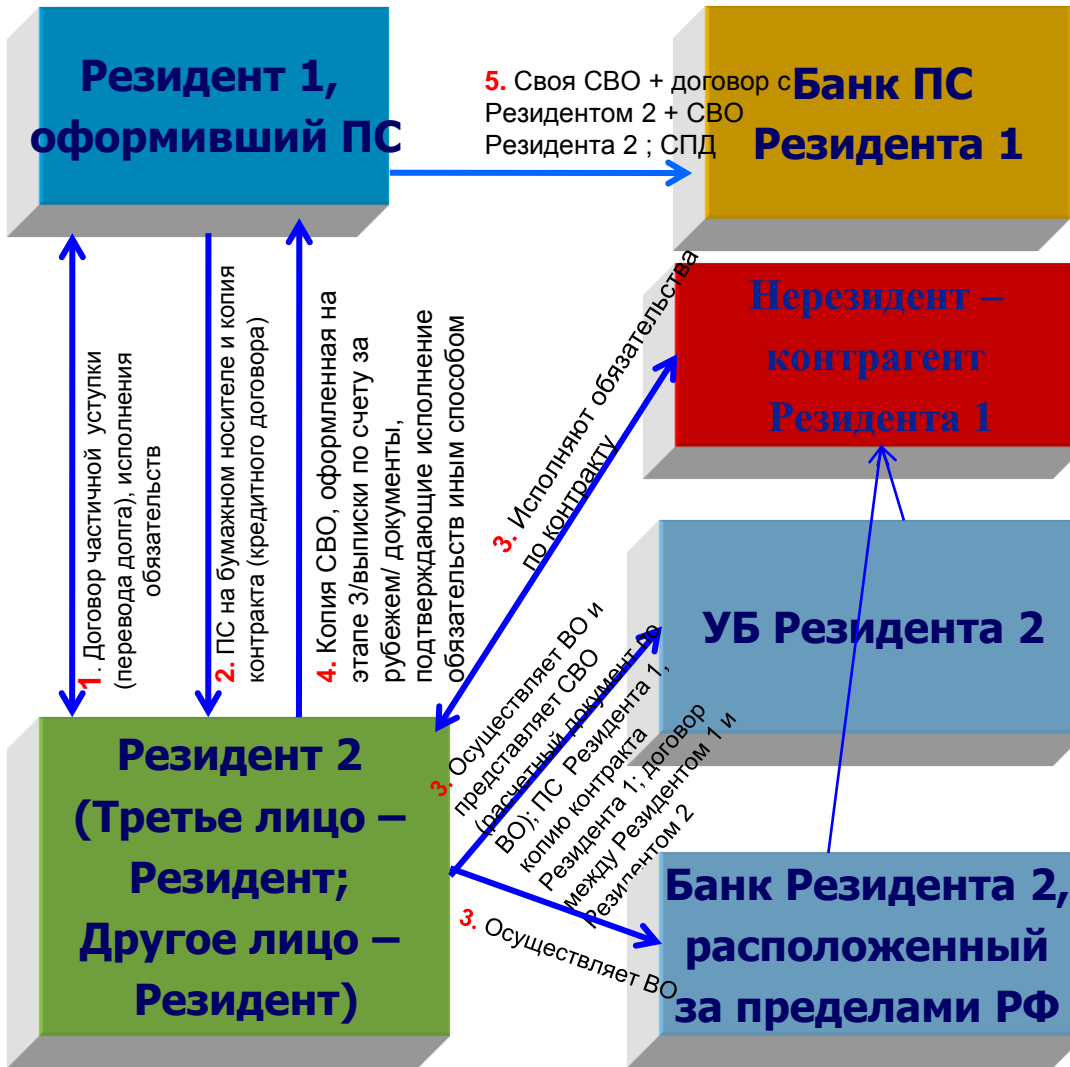 Резидент 1,
оформивший ПС
5. Своя СВО + договор с
Резидентом 2 + СВО
Резидента 2 ; СПД
Банк ПС
Резидента 1
Нерезидент –
контрагент
Резидента 1
1. Договор частичной уступки
(перевода долга), исполнения
обязательств
2. ПС на бумажном носителе и копия
контракта (кредитного договора)
4. Копия СВО, оформленная на
этапе 3/выписки по счету за
рубежем/ документы,
подтверждающие исполнение
обязательств иным способом
3. Исполняют обязательства
по контракту
УБ Резидента 2
3. Осуществляет ВО и
представляет СВО
(расчетный документ по
ВО); ПС Резидента 1,
копию контракта
Резидента 1; договор
между Резидентом 1 и
Резидентом 2
Резидент 2
(Третье лицо –
Резидент;
Другое лицо –
Резидент)
3. Осуществляет ВО
Банк Резидента 2,
расположенный
за пределами РФ